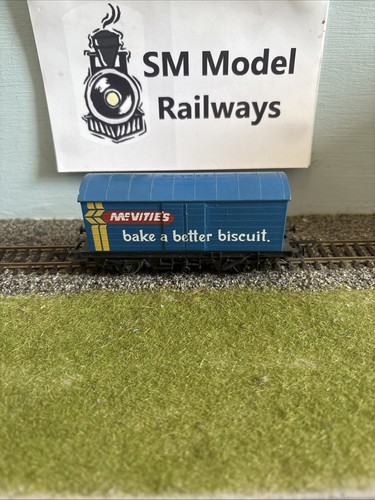 SM Model
Railways
McVITIE'S
bake a better biscuit.